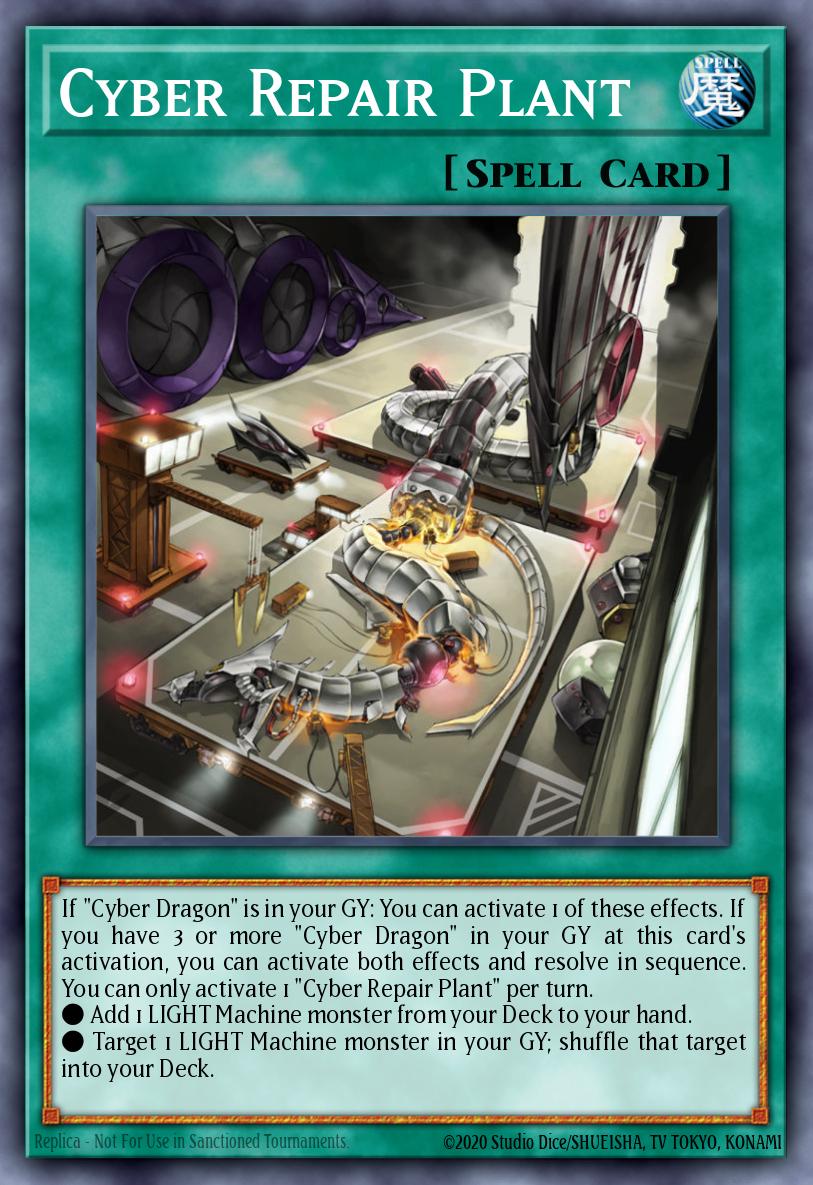 Cyber Repair Plant
SPELL
魔
[Spell Card]
If "Cyber Dragon" is in your GY: You can activate 1 of these effects. If
you have 3 or more "Cyber Dragon" in your GY at this card's
activation, you can activate both effects and resolve in sequence.
You can only activate 1 "Cyber Repair Plant" per turn.
● Add 1 LIGHT Machine monster from your Deck to your hand.
● Target 1 LIGHT Machine monster in your GY; shuffle that target
into your Deck.
Replica - Not For Use in Sanctioned Tournaments.
©2020 Studio Dice/SHUEISHA, TV TOKYO, KONAMI